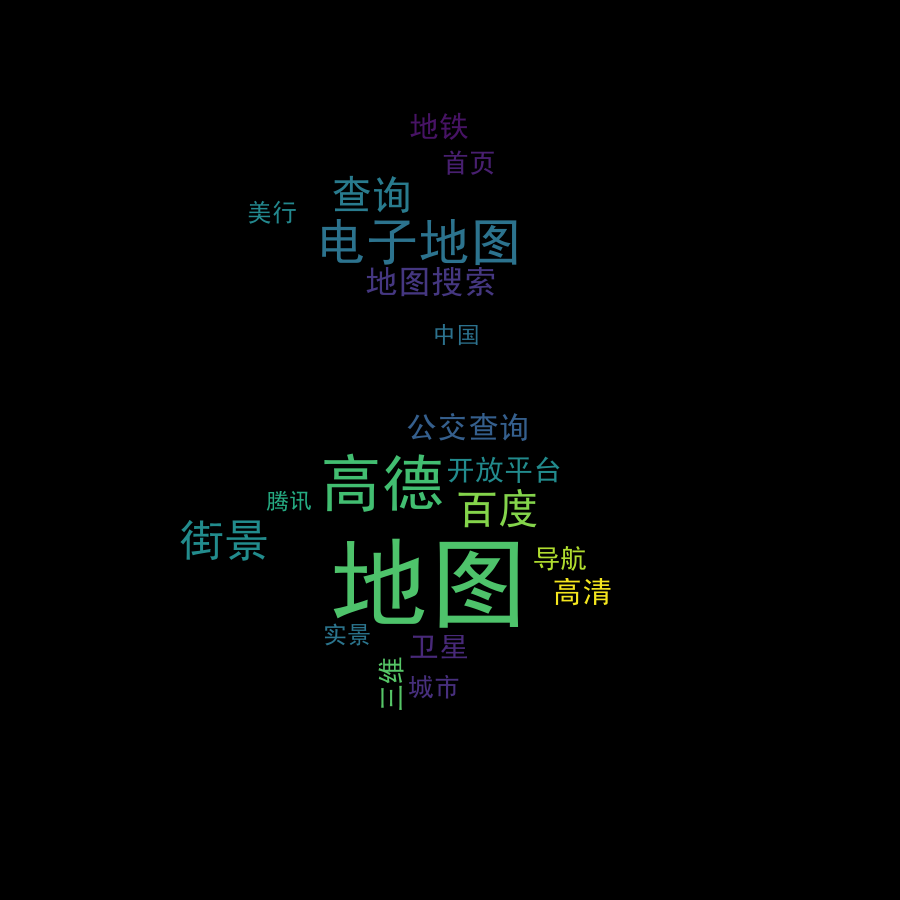 地铁
首页
查询
美行
电子地图
地图搜索
中国
公交查询
高德
开放平台
腾讯
百度
街景
地图
导航
高清
实景
卫星
三维
城市